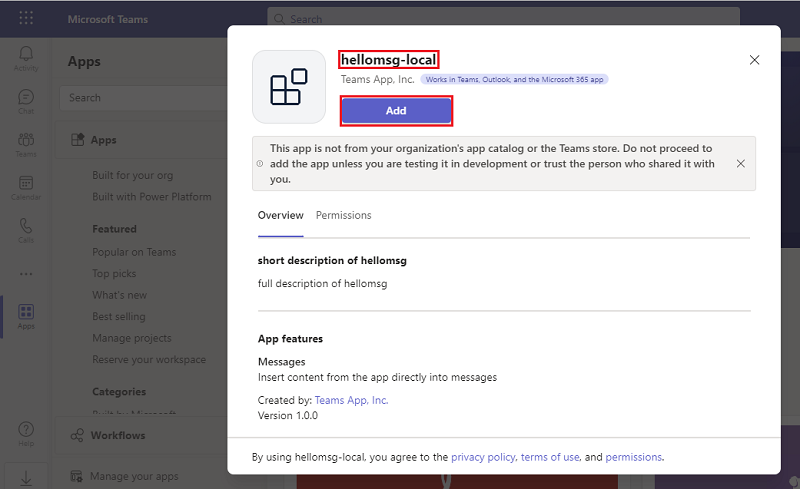 Microsoft Teams
Search
Activity
Chat
Teams
Calendar
Calls
Apps
Help
Apps
Search
Apps
Built for your org
Built with Power Platform
Featured
Popular on Teams
Top picks
What's new
Best selling
Manage projects
Reserve your workspace
Categories
Built by Microsoft
Workflows
Manage your apps
hellomsg-local
Teams App, Inc. Works in Teams, Outlook, and the Microsoft 365 app
Add
This app is not from your organization's app catalog or the Teams store. Do not proceed to
add the app unless you are testing it in development or trust the person who shared it with
you.
Overview Permissions
short description of hellomsg
full description of hellomsg
App features
Messages
Insert content from the app directly into messages
Created by: Teams App, Inc.
Version 1.0.0
By using hellomsg-local, you agree to the privacy policy, terms of use, and permissions.